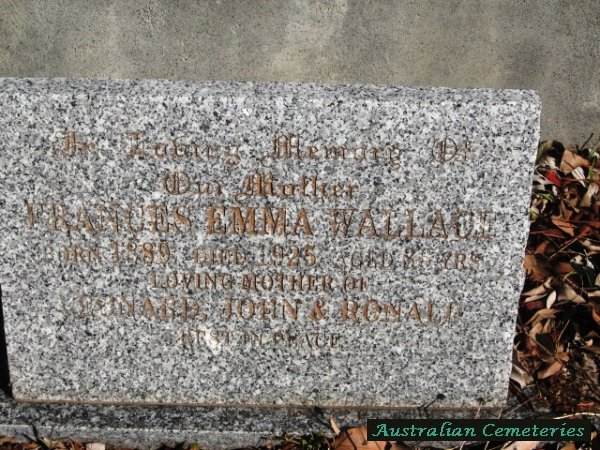 In Loving Memory Of
Our Mother
FRANCES EMMA WALLACE
BORN 1889 DIED 1925 AGED YRS
LOVING MOTHER OF
LEONARD, JOHN & RONALD
REST IN PEACE
Australian Cemeteries